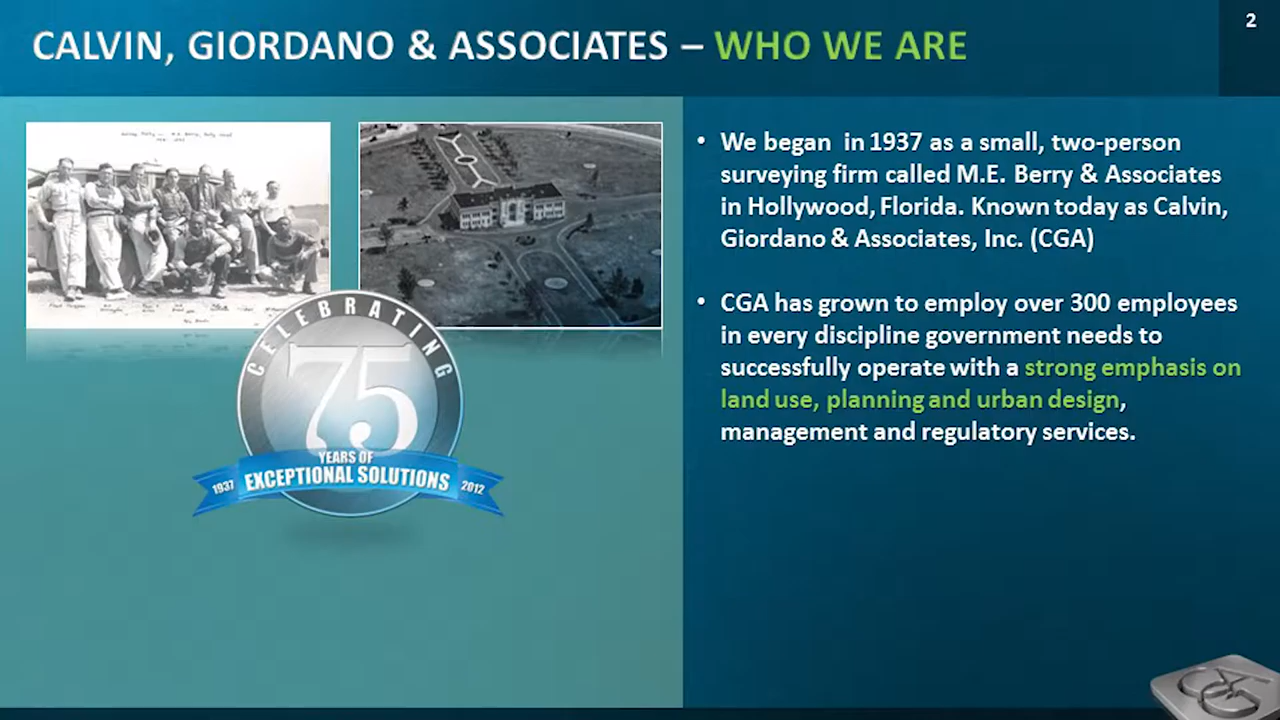 2
CALVIN, GIORDANO & ASSOCIATES – WHO WE ARE
CELEBRATING
75
YEARS OF
1937 EXCEPTIONAL SOLUTIONS 2012
• We began in 1937 as a small, two-person
surveying firm called M.E. Berry & Associates
in Hollywood, Florida. Known today as Calvin,
Giordano & Associates, Inc. (CGA)
• CGA has grown to employ over 300 employees
in every discipline government needs to
successfully operate with a strong emphasis on
land use, planning and urban design,
management and regulatory services.